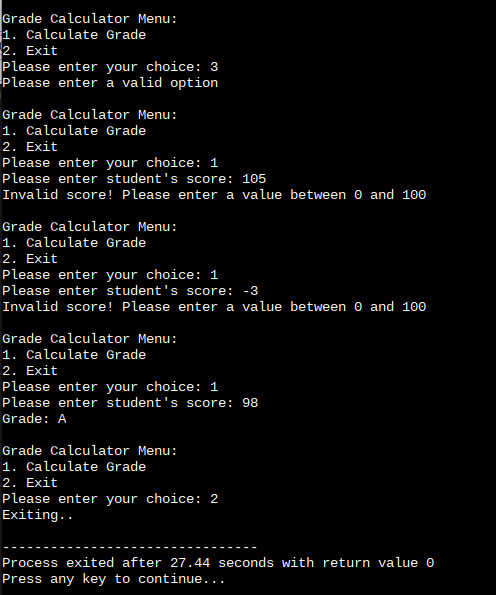 Grade Calculator Menu:
1. Calculate Grade
2. Exit
Please enter your choice: 3
Please enter a valid option

Grade Calculator Menu:
1. Calculate Grade
2. Exit
Please enter your choice: 1
Please enter student's score: 105
Invalid score! Please enter a value between 0 and 100

Grade Calculator Menu:
1. Calculate Grade
2. Exit
Please enter your choice: 1
Please enter student's score: -3
Invalid score! Please enter a value between 0 and 100

Grade Calculator Menu:
1. Calculate Grade
2. Exit
Please enter your choice: 1
Please enter student's score: 98
Grade: A

Grade Calculator Menu:
1. Calculate Grade
2. Exit
Please enter your choice: 2
Exiting..

--------------------------------
Process exited after 27.44 seconds with return value 0
Press any key to continue...